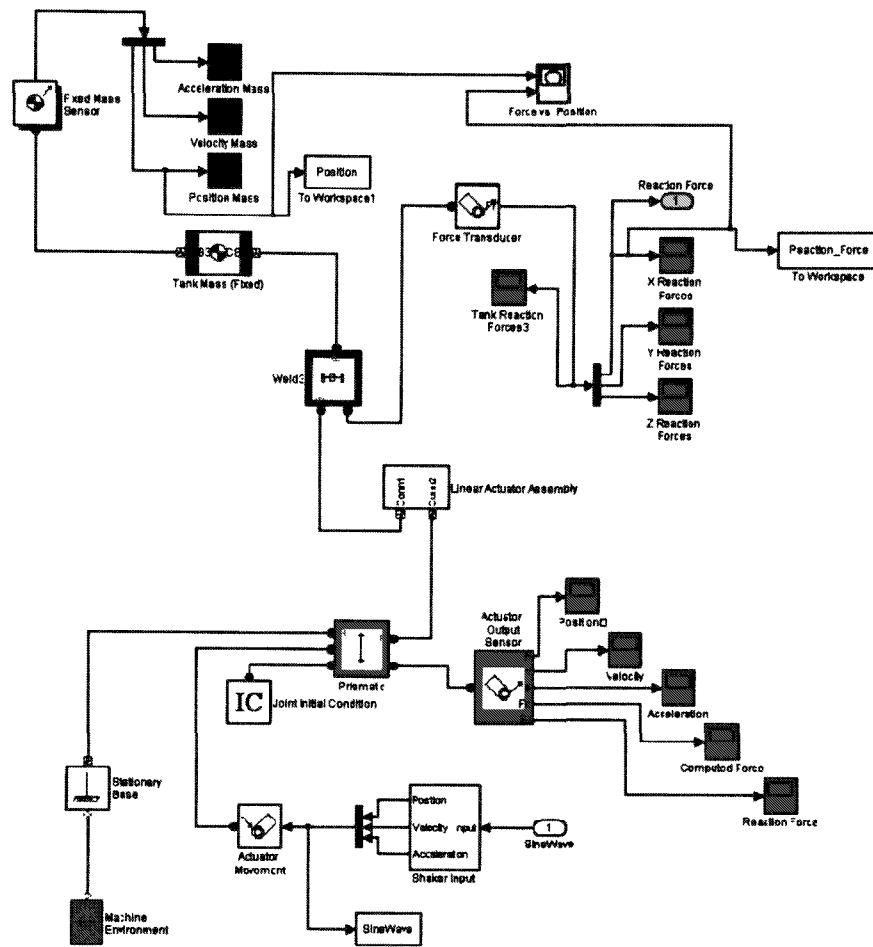 Fixed Mass
Sensor
Acceleration Mass
Velocity Mass
Position Mass
Position
To Workspace1
Force vs. Position
Force Transducer
Reaction Force
1
X Reaction
Forces
Reaction_Force
To Workspace
Tank Mass (Fixed)
Tank Reaction
Forces3
Y Reaction
Forces
Z Reaction
Forces
Weld3
Conn1
Conn2
Linear Actuator Assembly
Actuator
Output
Sensor
Velocity
Acceleration
Computed Force
Reaction Force
Prismatic
IC
Joint Initial Condition
Stationary
Base
Machine
Environment
Actuator
Movement
Position
Velocity
Acceleration
Input
Shaker Input
1
SineWave
SineWave